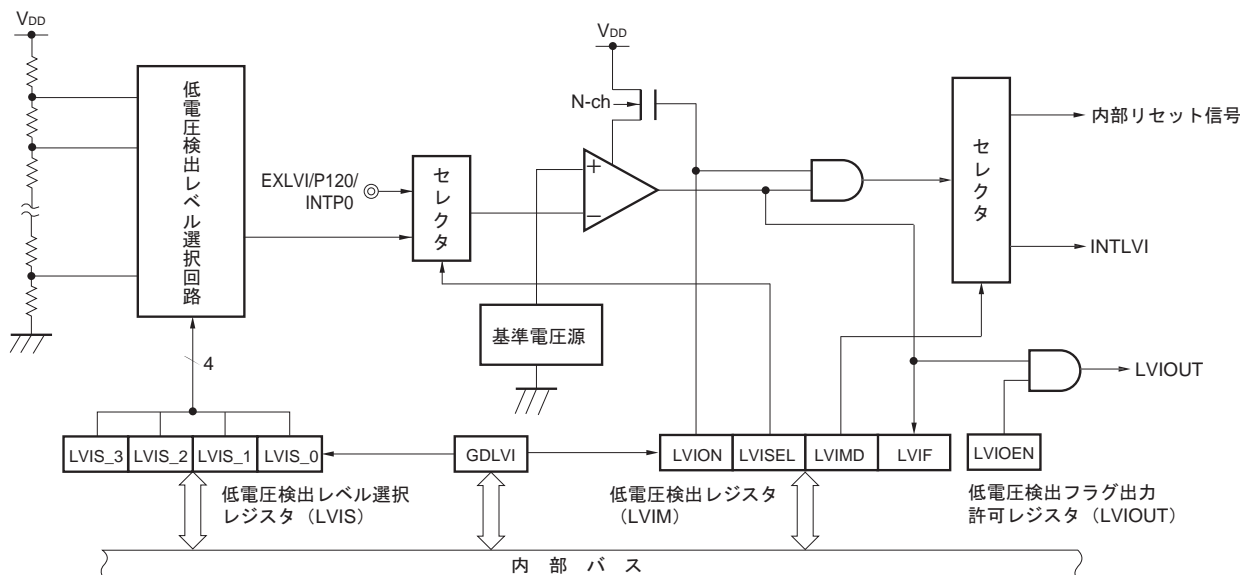 VDD
低電圧検出レベル選択回路
4
EXLVI/P120/
INTP0
セレクタ
VDD
N-ch
+
−
基準電圧源
セレクタ
内部リセット信号
INTLVI
LVIOUT
LVIS_3 LVIS_2 LVIS_1 LVIS_0
GDLVI
LVION LVISEL LVIMD LVIF
LVIOEN
低電圧検出レベル選択
レジスタ（LVIS）
低電圧検出レジスタ
（LVIM）
低電圧検出フラグ出力
許可レジスタ（LVIOUT）
内部バス